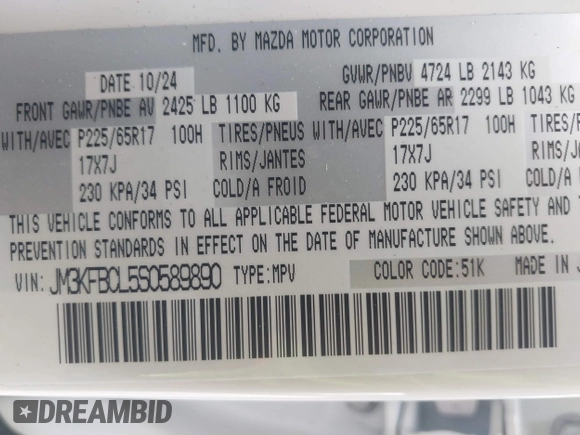 MFD. BY MAZDA MOTOR CORPORATION
DATE 10/24 GVWR/PNBV 4724 LB 2143 KG
FRONT GAWR/PNBE AV 2425 LB 1100 KG REAR GAWR/PNBE AR 2299 LB 1043 KG
WITH/AVEC P225/65R17 100H TIRES/PNEUS WITH/AVEC P225/65R17 100H TIRES/P
17X7J RIMS/JANTES 17X7J RIMS/JAN
230 KPA/34 PSI COLD/A FROID 230 KPA/34 PSI COLD/A
THIS VEHICLE CONFORMS TO ALL APPLICABLE FEDERAL MOTOR VEHICLE SAFETY AND T
PREVENTION STANDARDS IN EFFECT ON THE DATE OF MANUFACTURE SHOWN ABOVE.
VIN: JM3KFBCL5S0589890 TYPE:MPV COLOR CODE:51K MADE IN J
DREAMBID